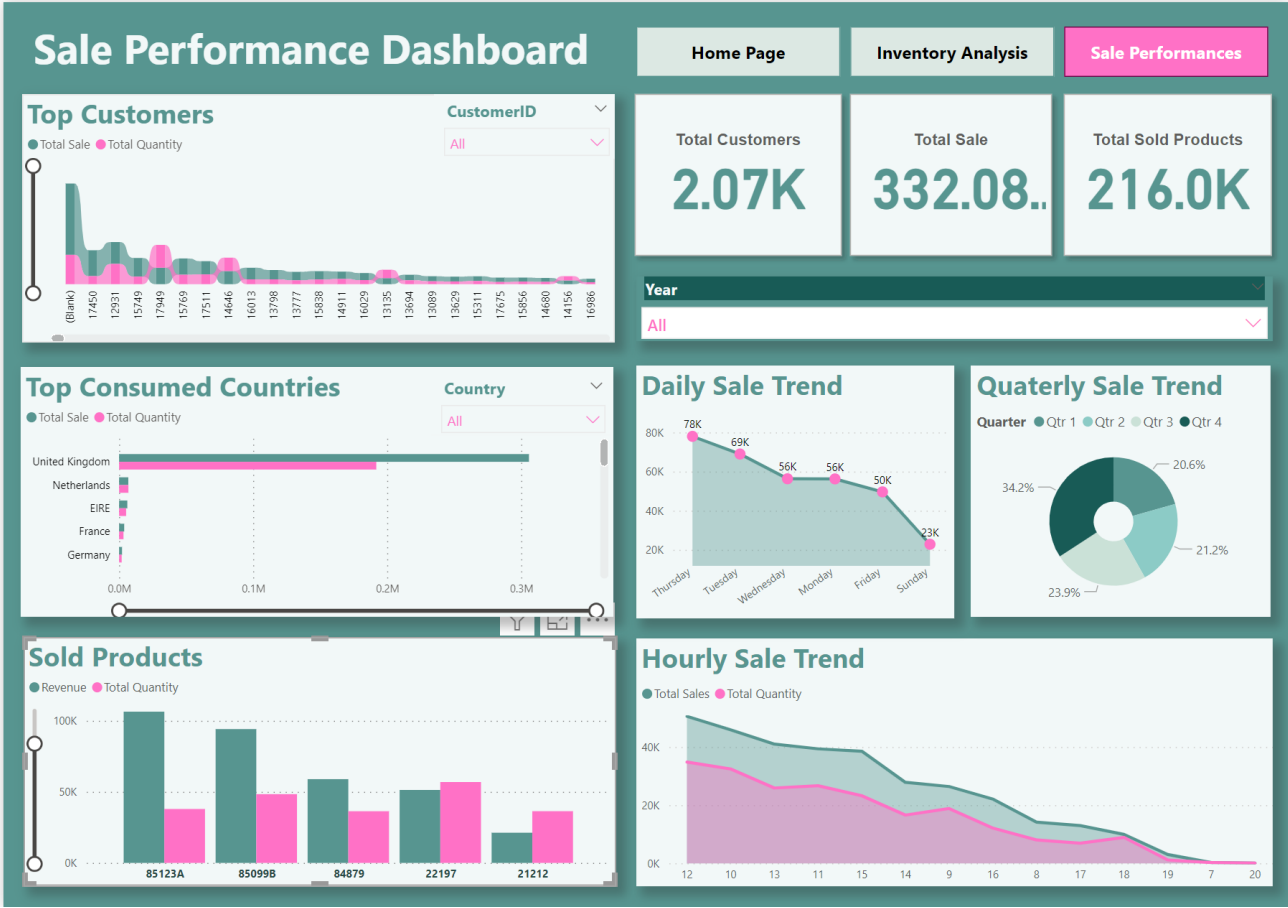 Sale Performance Dashboard
Home Page
Inventory Analysis
Sale Performances
Top Customers
CustomerID
Total Sale Total Quantity
All
(Blank)
17450
12931
15749
17949
15769
17511
14646
16013
13798
13777
15838
14911
16029
13135
13694
13089
13629
15311
17675
15856
14680
14156
16986
Total Customers
2.07K
Total Sale
332.08..
Total Sold Products
216.0K
Year
All
Top Consumed Countries
Country
Total Sale Total Quantity
All
United Kingdom
Netherlands
EIRE
France
Germany
0.0M 0.1M 0.2M 0.3M
Daily Sale Trend
80K
60K
40K
20K
78K
69K
56K
56K
50K
23K
Thursday
Tuesday
Wednesday
Monday
Friday
Sunday
Quaterly Sale Trend
Quarter Qtr 1 Qtr 2 Qtr 3 Qtr 4
20.6%
34.2%
21.2%
23.9%
Sold Products
Revenue Total Quantity
100K
50K
0K
85123A 85099B 84879 22197 21212
Hourly Sale Trend
Total Sales Total Quantity
40K
20K
0K
12 10 13 11 15 14 9 16 8 17 18 19 7 20